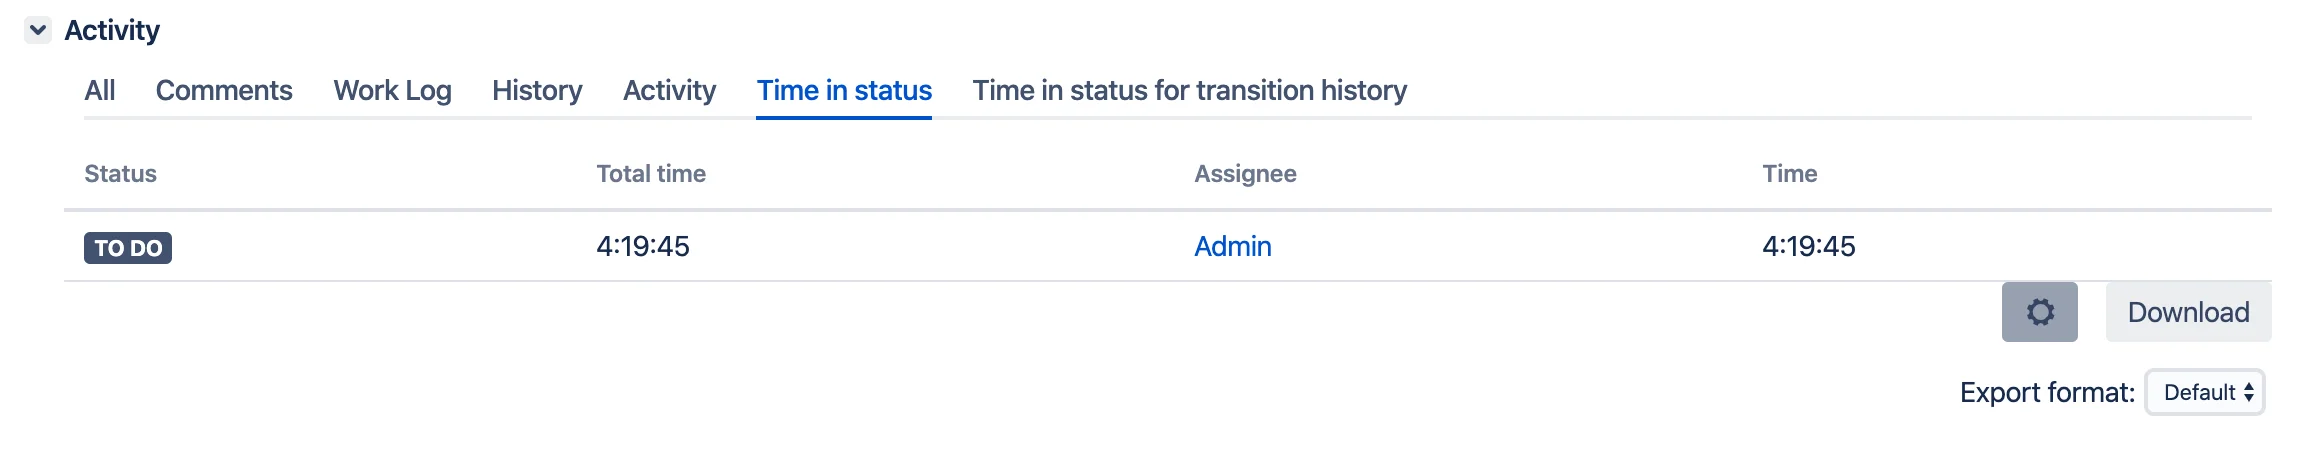 Activity
All Comments Work Log History Activity Time in status Time in status for transition history
Status Total time Assignee Time
TO DO 4:19:45 Admin 4:19:45
Download
Export format: Default